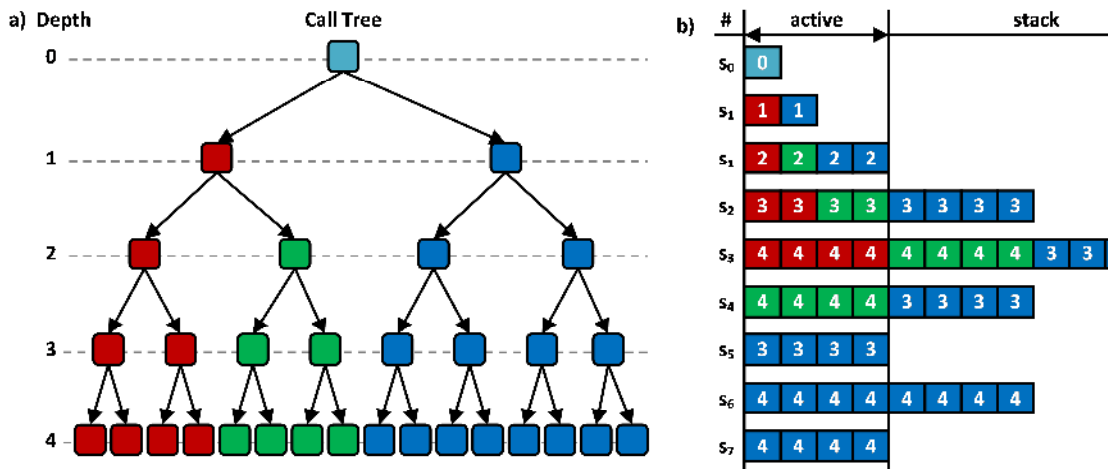 a) Depth Call Tree
0
1
2
3
4
b) # active stack
s0 0
s1 1 1
s1 2 2 2 2
s2 3 3 3 3 3 3 3 3
s3 4 4 4 4 4 4 4 4 3 3
s4 4 4 4 4 3 3 3 3
s5 3 3 3 3
s6 4 4 4 4 4 4 4 4
s7 4 4 4 4